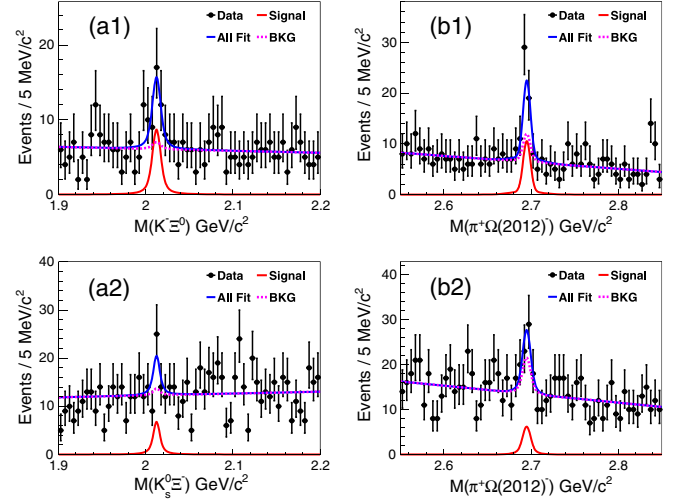 (a1)
Data
Signal
All Fit
BKG
Events / 5 MeV/c²
0
10
20
30
1.9
2
2.1
2.2
M(K⁻Ξ⁰) GeV/c²
(b1)
Data
Signal
All Fit
BKG
Events / 5 MeV/c²
0
10
20
30
2.6
2.7
2.8
M(π⁺Ω(2012)⁻) GeV/c²
(a2)
Data
Signal
All Fit
BKG
Events / 5 MeV/c²
0
10
20
30
40
1.9
2
2.1
2.2
M(K⁰ₛΞ⁻) GeV/c²
(b2)
Data
Signal
All Fit
BKG
Events / 5 MeV/c²
0
10
20
30
40
2.6
2.7
2.8
M(π⁺Ω(2012)⁻) GeV/c²